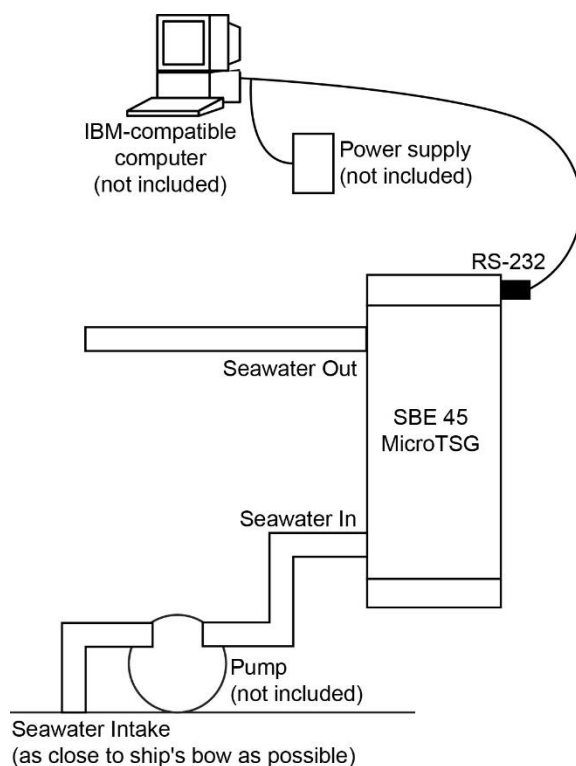 IBM-compatible
computer
(not included)
Power supply
(not included)
RS-232
Seawater Out
SBE 45
MicroTSG
Seawater In
Pump
(not included)
Seawater Intake
(as close to ship's bow as possible)